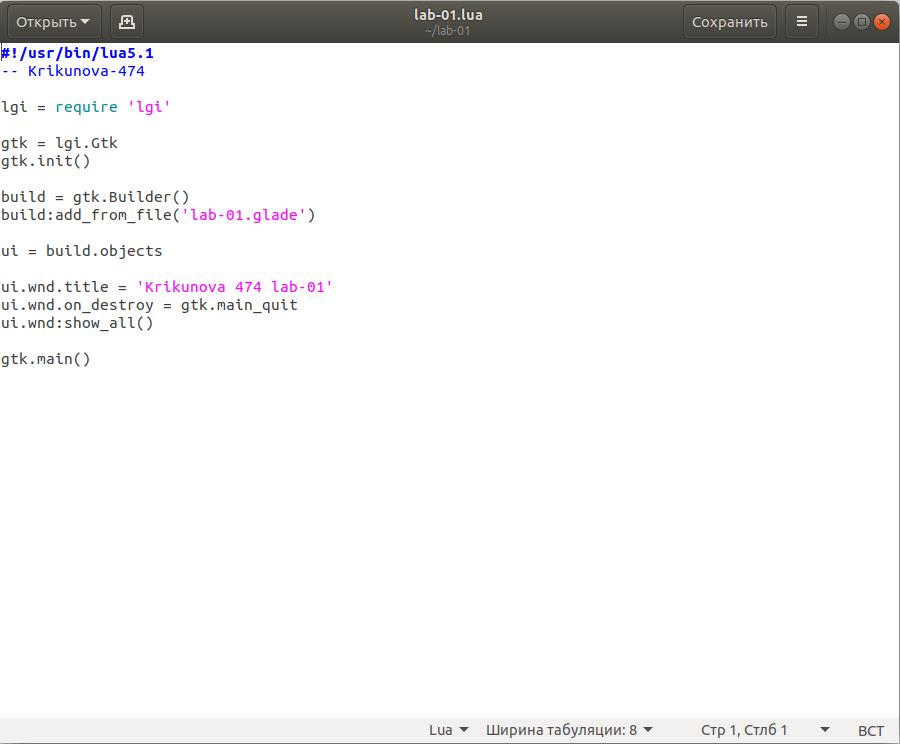 Открыть
lab-01.lua
~/lab-01
Сохранить
#!/usr/bin/lua5.1
-- Krikunova-474
lgi = require 'lgi'
gtk = lgi.Gtk
gtk.init()
build = gtk.Builder()
build:add_from_file('lab-01.glade')
ui = build.objects
ui.wnd.title = 'Krikunova 474 lab-01'
ui.wnd.on_destroy = gtk.main_quit
ui.wnd:show_all()
gtk.main()
Lua
Ширина табуляции: 8
Стр 1, Стлб 1
ВСТ